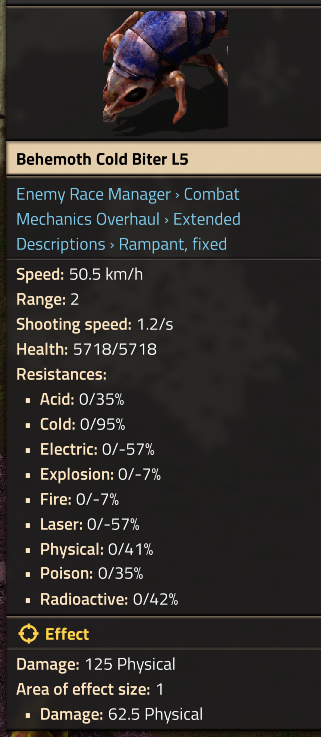 Behemoth Cold Biter L5
Enemy Race Manager › Combat
Mechanics Overhaul › Extended
Descriptions › Rampant, fixed
Speed: 50.5 km/h
Range: 2
Shooting speed: 1.2/s
Health: 5718/5718
Resistances:
▪ Acid: 0/35%
▪ Cold: 0/95%
▪ Electric: 0/-57%
▪ Explosion: 0/-7%
▪ Fire: 0/-7%
▪ Laser: 0/-57%
▪ Physical: 0/41%
▪ Poison: 0/35%
▪ Radioactive: 0/42%
Effect
Damage: 125 Physical
Area of effect size: 1
▪ Damage: 62.5 Physical